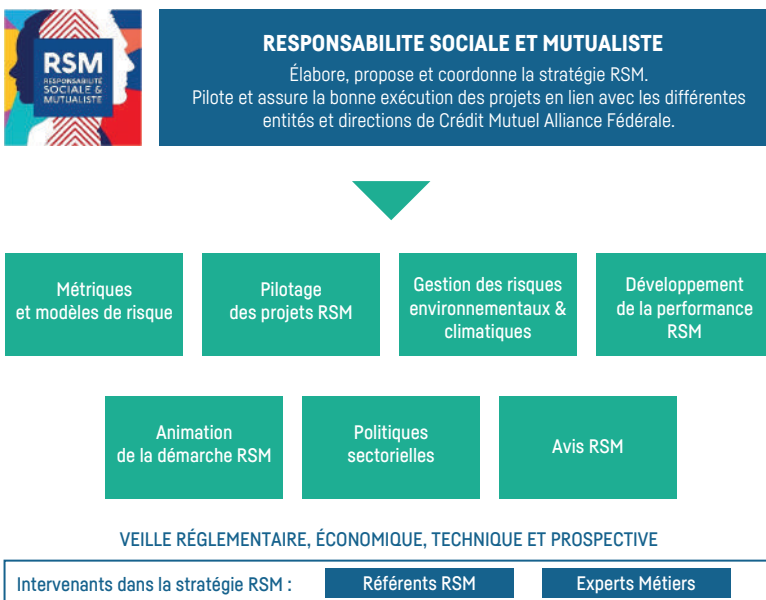 RSM
RESPONSABILITÉ
SOCIALE &
MUTUALISTE
RESPONSABILITE SOCIALE ET MUTUALISTE
Élabore, propose et coordonne la stratégie RSM.
Pilote et assure la bonne exécution des projets en lien avec les différentes
entités et directions de Crédit Mutuel Alliance Fédérale.
Métriques
et modèles de risque
Pilotage
des projets RSM
Gestion des risques
environnementaux &
climatiques
Développement
de la performance
RSM
Animation
de la démarche RSM
Politiques
sectorielles
Avis RSM
VEILLE RÉGLEMENTAIRE, ÉCONOMIQUE, TECHNIQUE ET PROSPECTIVE
Intervenants dans la stratégie RSM :
Référents RSM
Experts Métiers